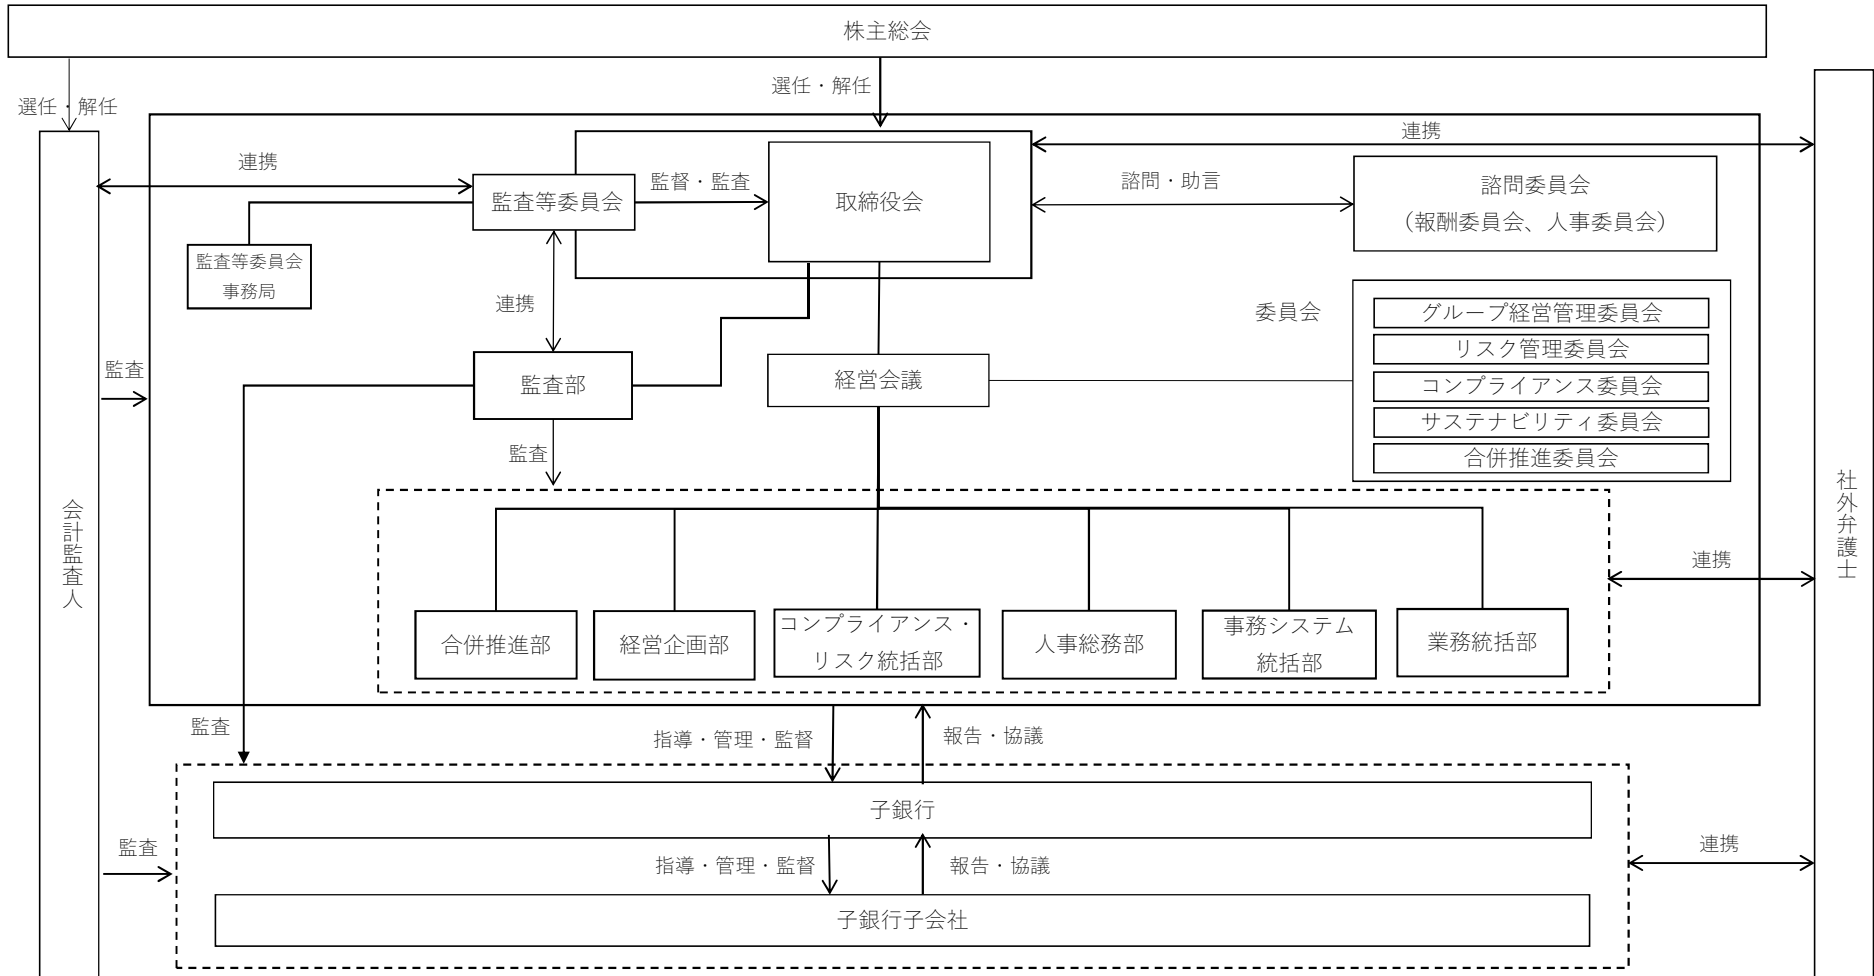 株主総会
選任・解任
選任・解任
連携
連携
監査等委員会
監督・監査
取締役会
諮問・助言
諮問委員会
（報酬委員会、人事委員会）
監査等委員会
事務局
連携
委員会
グループ経営管理委員会
リスク管理委員会
コンプライアンス委員会
サステナビリティ委員会
合併推進委員会
監査
監査部
経営会議
監査
会計監査人
社外弁護士
連携
合併推進部
経営企画部
コンプライアンス・
リスク統括部
人事総務部
事務システム
統括部
業務統括部
監査
指導・管理・監督
報告・協議
子銀行
監査
指導・管理・監督
報告・協議
連携
子銀行子会社